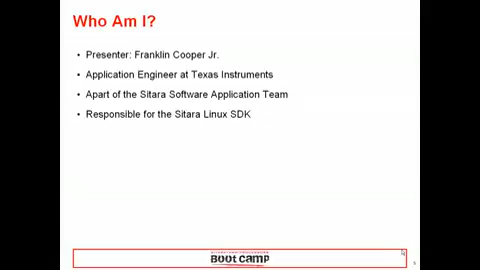 Who Am I?
• Presenter: Franklin Cooper Jr.
• Application Engineer at Texas Instruments
• Apart of the Sitara Software Application Team
• Responsible for the Sitara Linux SDK
BOOT CAMP